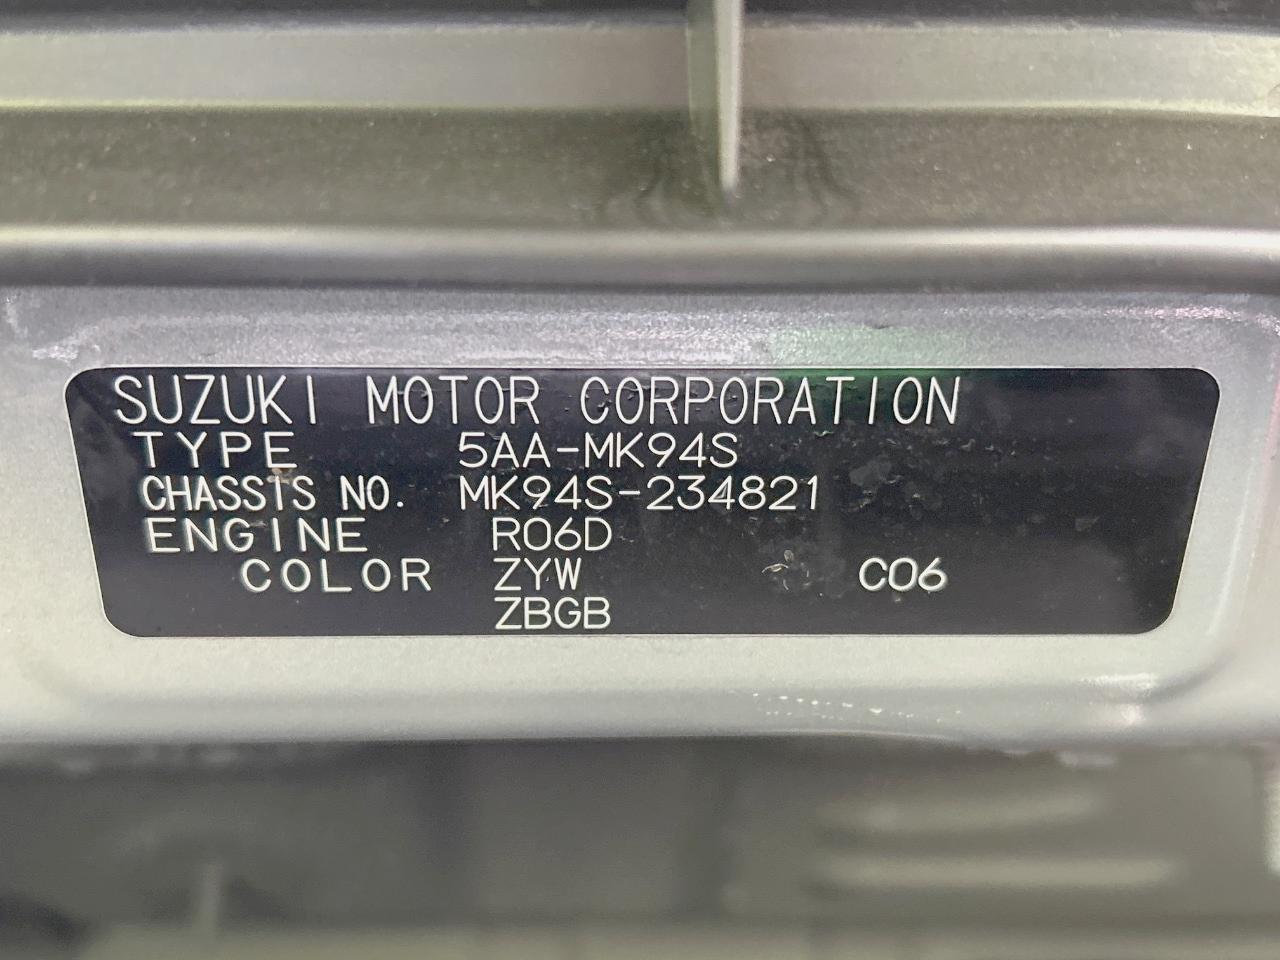 SUZUKI MOTOR CORPORATION
TYPE 5AA-MK94S
CHASSIS NO. MK94S-234821
ENGINE R06D
COLOR ZYW C06
ZBGB